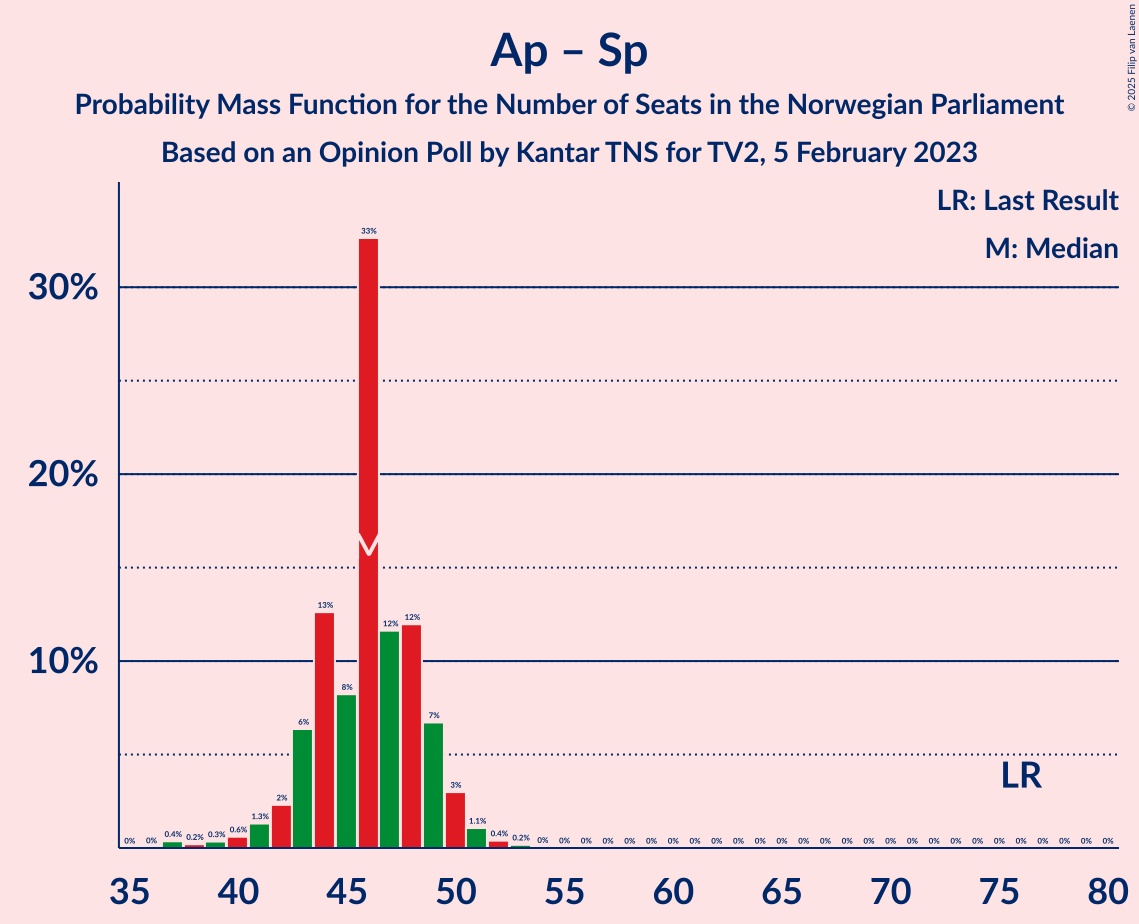 Ap – Sp
Probability Mass Function for the Number of Seats in the Norwegian Parliament
Based on an Opinion Poll by Kantar TNS for TV2, 5 February 2023
© 2025 Filip van Laenen
LR: Last Result
M: Median
30%
20%
10%
0% 0% 0.4% 0.2% 0.3% 0.6% 1.3% 2% 6% 13% 8% 33% 12% 12% 7% 3% 1.1% 0.4% 0.2% 0% 0% 0% 0% 0% 0% 0% 0% 0% 0% 0% 0% 0% 0% 0% 0% 0% 0% 0% 0% 0% 0% 0% 0% 0% 0% 0%
M
LR
35 40 45 50 55 60 65 70 75 80